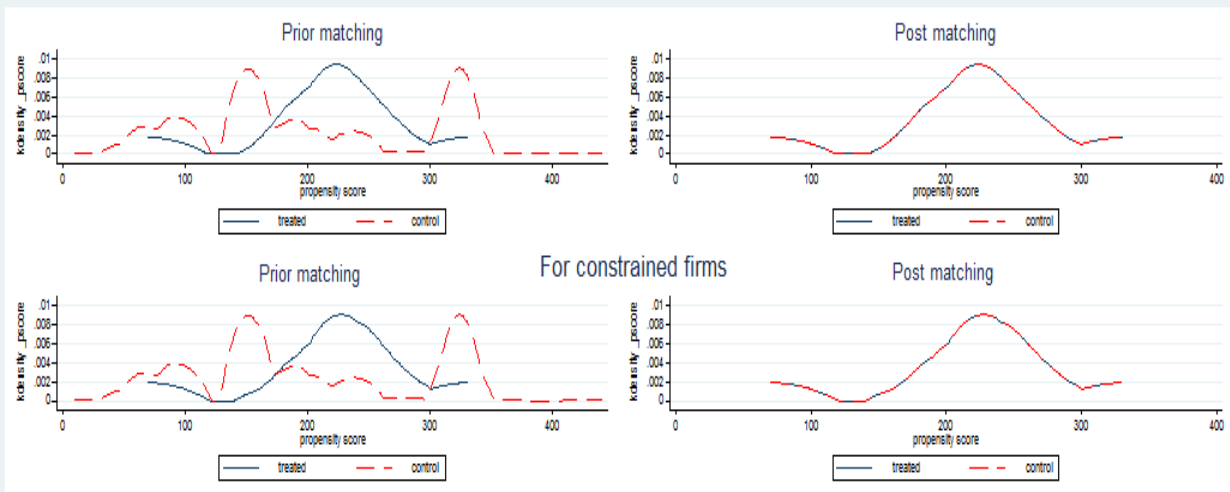 Prior matching
kdensity _pscore
.01
.008
.006
.004
.002
0
0 100 200 300 400
propensity score
treated control
Post matching
kdensity _pscore
.01
.008
.006
.004
.002
0
0 100 200 300 400
propensity score
treated control
For constrained firms
Prior matching
kdensity _pscore
.01
.008
.006
.004
.002
0
0 100 200 300 400
propensity score
treated control
Post matching
kdensity _pscore
.01
.008
.006
.004
.002
0
0 100 200 300 400
propensity score
treated control